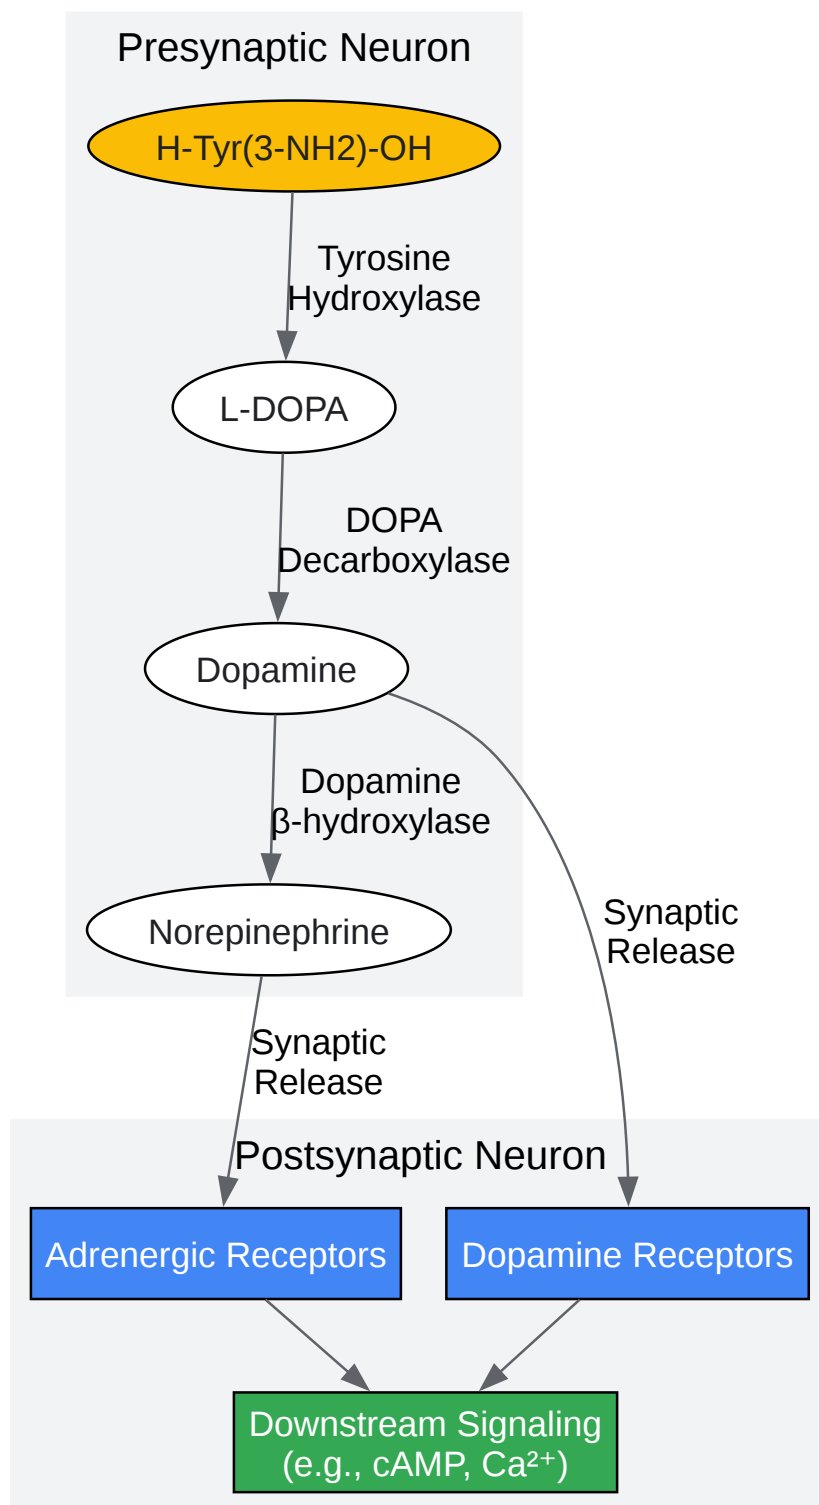 Presynaptic Neuron
H-Tyr(3-NH2)-OH
Tyrosine
Hydroxylase
L-DOPA
DOPA
Decarboxylase
Dopamine
Dopamine
β-hydroxylase
Norepinephrine
Synaptic
Release
Synaptic
Release
Postsynaptic Neuron
Adrenergic Receptors
Dopamine Receptors
Downstream Signaling
(e.g., cAMP, Ca²⁺)